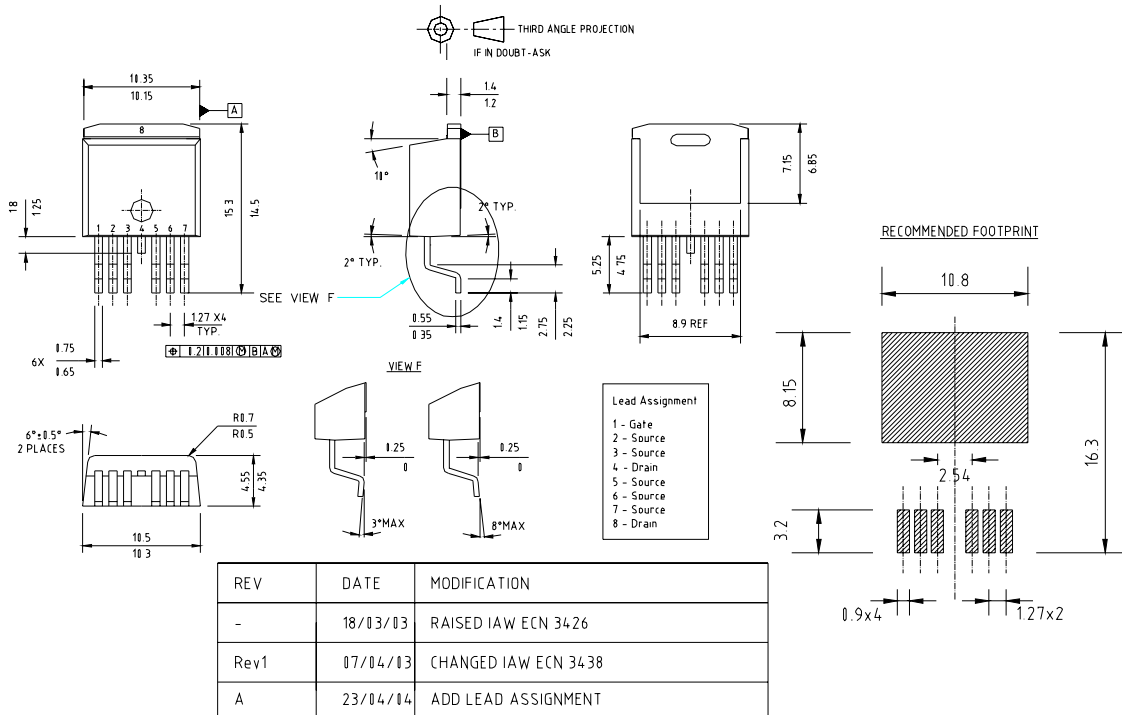 THIRD ANGLE PROJECTION
IF IN DOUBT-ASK
10.35
10.15
A
8
1.8
1.25
15.3
14.5
1 2 3 4 5 6 7
1.27 X4
TYP.
0.75
6X
0.65
0.2 0.008 M B A M
1.4
1.2
B
10°
2° TYP.
2° TYP.
SEE VIEW F
0.55
0.35
1.4
1.15
2.75
2.25
7.15
6.85
5.25
4.75
8.9 REF
RECOMMENDED FOOTPRINT
10.8
8.15
16.3
2.54
3.2
0.9x4
1.27x2
VIEW F
0.25
0
3°MAX
0.25
0
8°MAX
6°±0.5°
2 PLACES
R0.7
R0.5
4.55
4.35
10.5
10.3
Lead Assignment
1 - Gate
2 - Source
3 - Source
4 - Drain
5 - Source
6 - Source
7 - Source
8 - Drain
REV DATE MODIFICATION
- 18/03/03 RAISED IAW ECN 3426
Rev1 07/04/03 CHANGED IAW ECN 3438
A 23/04/04 ADD LEAD ASSIGNMENT